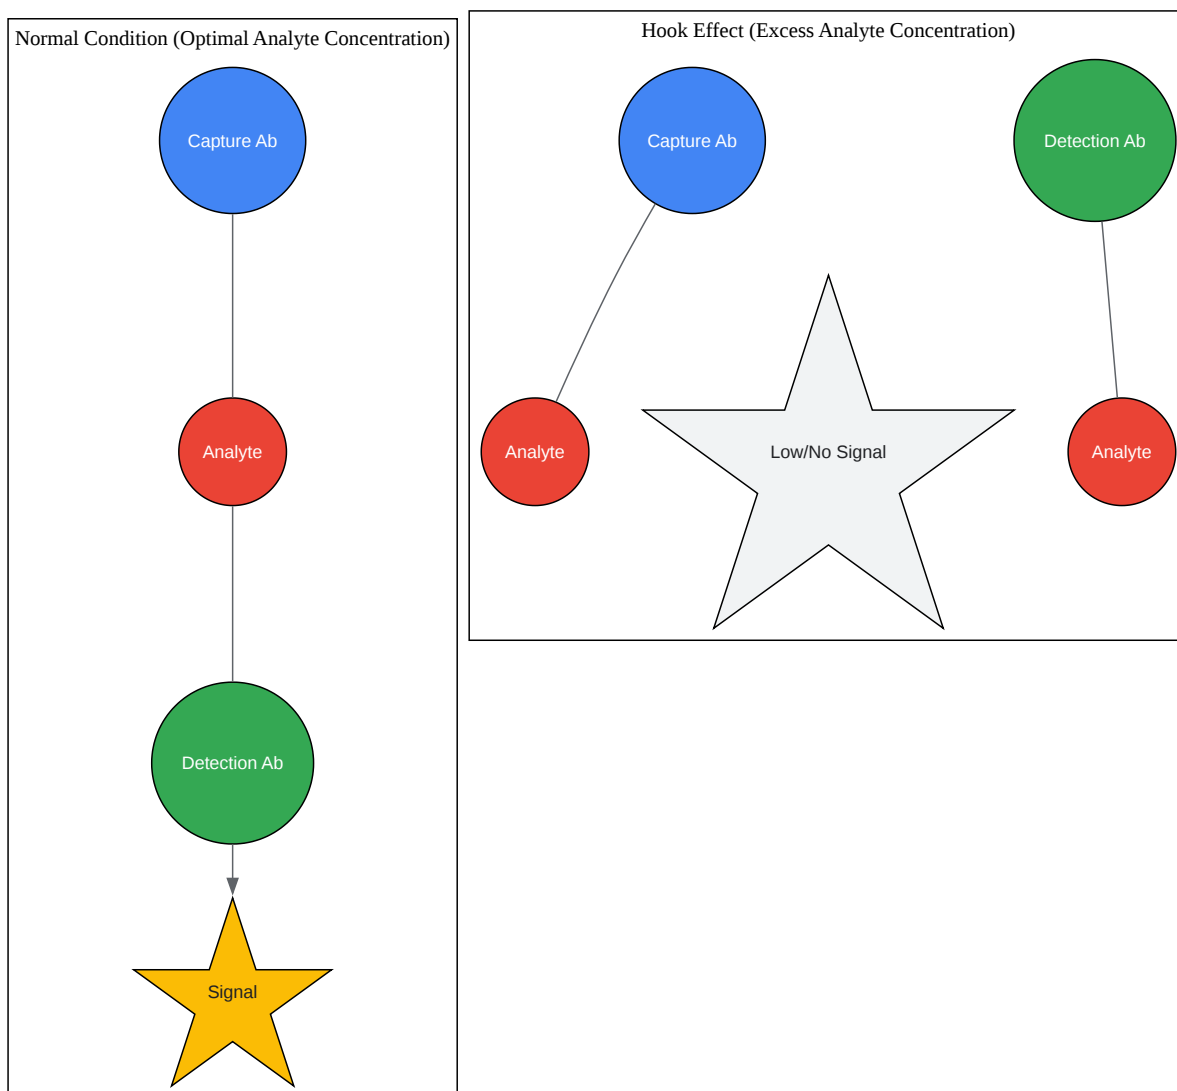 Normal Condition (Optimal Analyte Concentration)
Capture Ab
Analyte
Detection Ab
Signal
Hook Effect (Excess Analyte Concentration)
Capture Ab
Detection Ab
Analyte
Low/No Signal
Analyte